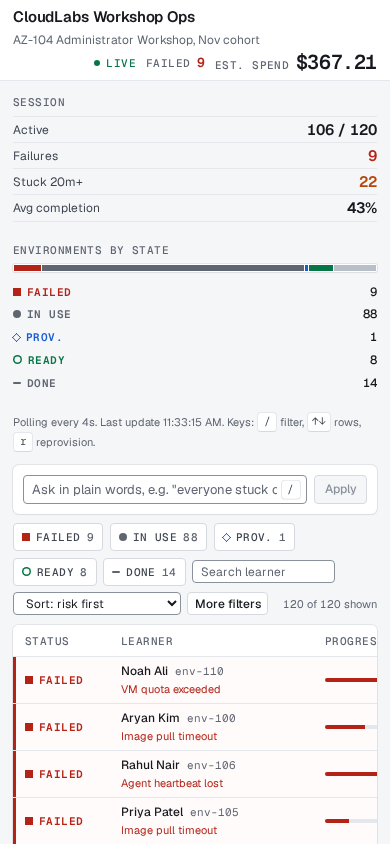 CloudLabs Workshop Ops
AZ-104 Administrator Workshop, Nov cohort
LIVE FAILED 9 EST. SPEND $367.21
SESSION
Active 106 / 120
Failures 9
Stuck 20m+ 22
Avg completion 43%
ENVIRONMENTS BY STATE
FAILED 9
IN USE 88
PROV. 1
READY 8
DONE 14
Polling every 4s. Last update 11:33:15 AM. Keys: / filter, ↑↓ rows,
r reprovision.
Ask in plain words, e.g. "everyone stuck / Apply
FAILED 9 IN USE 88 PROV. 1
READY 8 DONE 14 Search learner
Sort: risk first More filters 120 of 120 shown
STATUS LEARNER PROGRES
FAILED Noah Ali env-110
VM quota exceeded
FAILED Aryan Kim env-100
Image pull timeout
FAILED Rahul Nair env-106
Agent heartbeat lost
FAILED Priya Patel env-105
Image pull timeout